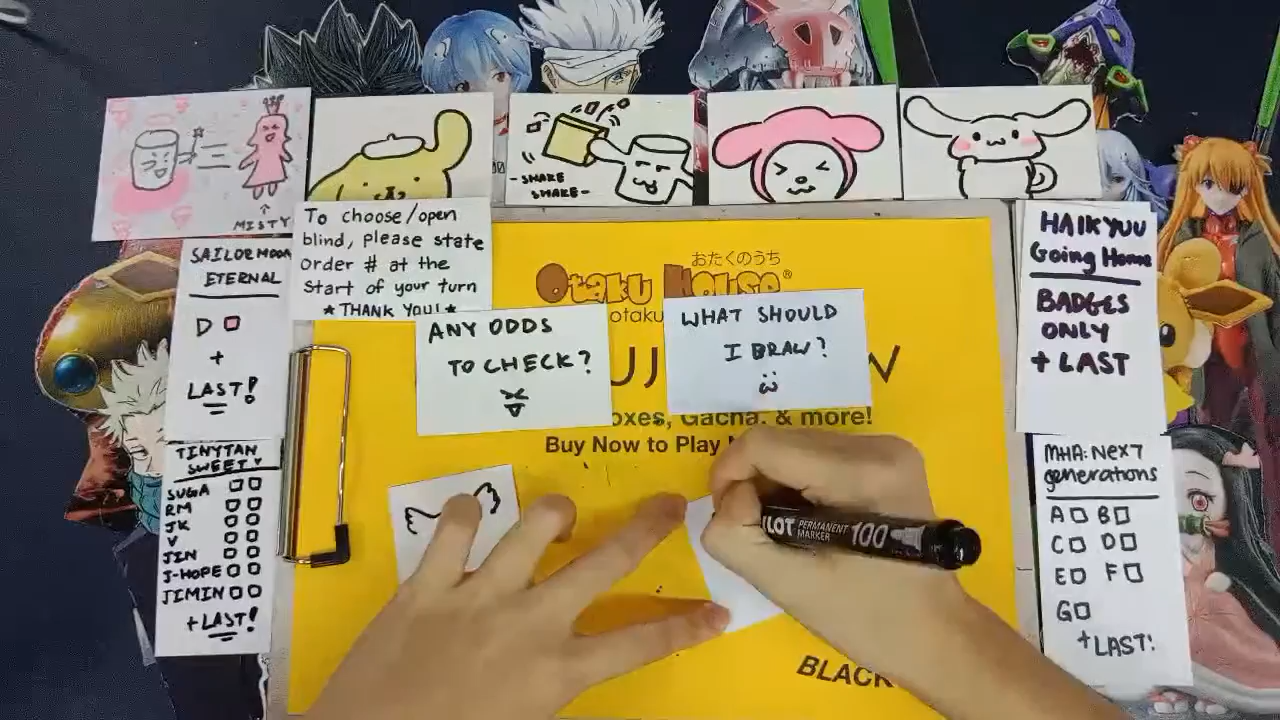 MISTY
-SHAKE
SHAKE-
To choose/open
blind, please state
order # at the
start of your turn
★THANK YOU!★
SAILORMOON
ETERNAL
D
+
LAST!
TINYTAN
SWEET
SUGA
RM
JK
V
JIN
J-HOPE
JIMIN
+LAST!
おたくのうち
Otaku House®
otaku
ANY ODDS
TO CHECK?
WHAT SHOULD
I DRAW?
oxes, Gacha, & more!
Buy Now to Play
PERMANENT
MARKER
100
BLACK
HAIKYUU
Going Home
BADGES
ONLY
+ LAST
MHA: Next
generations
A B
C D
E F
G
+LAST!